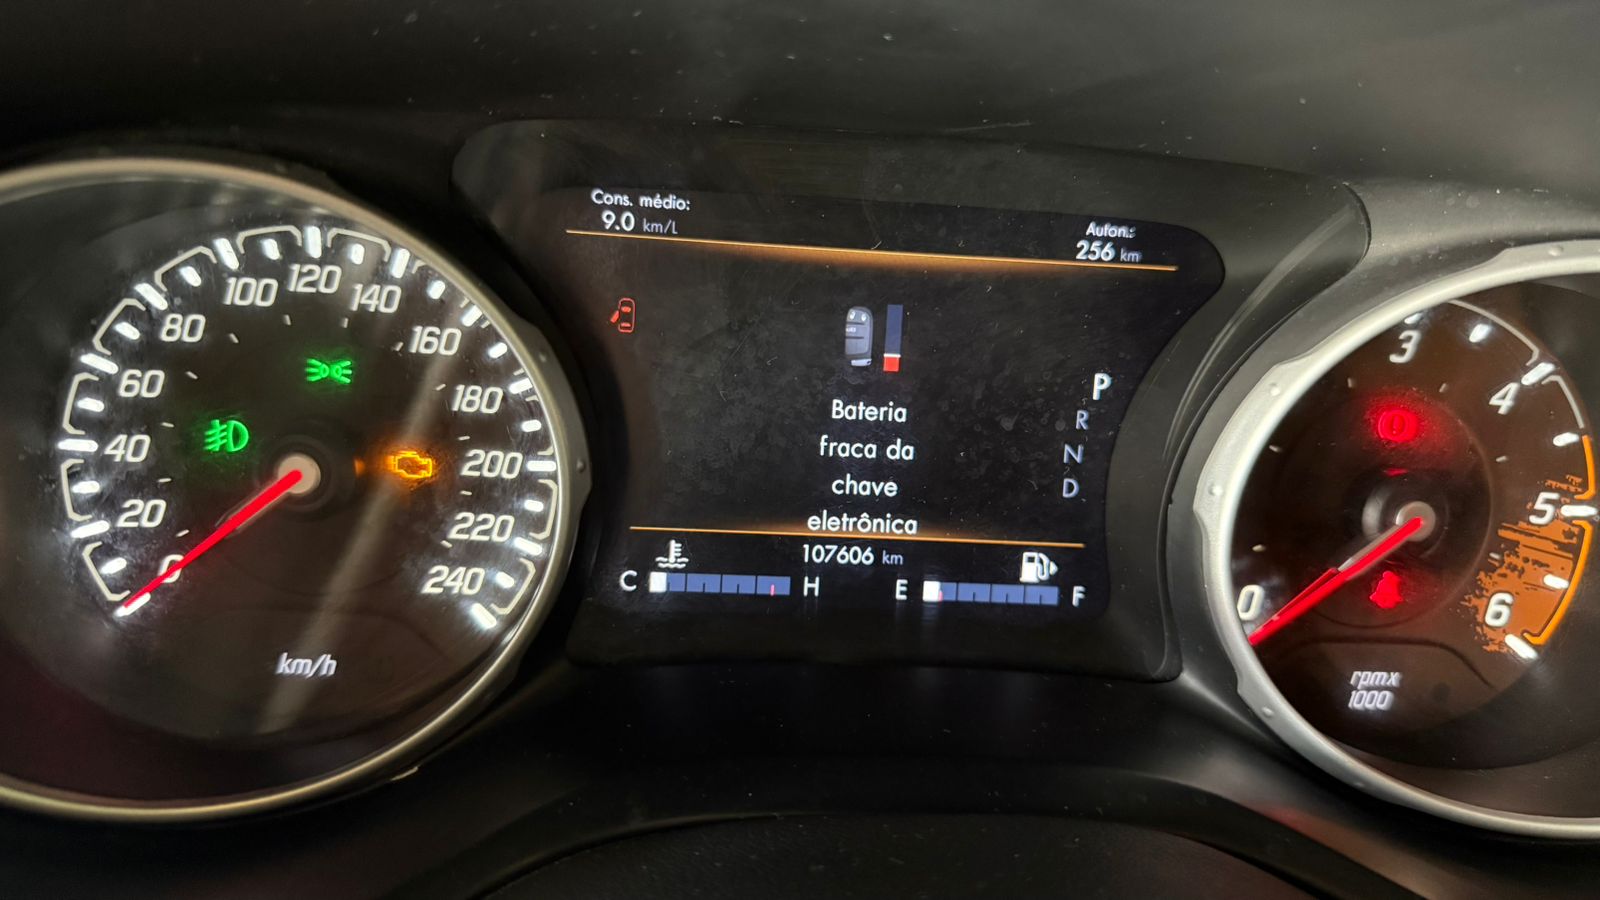 Cons. médio:
9.0 km/L
Auton.:
256 km
0
20
40
60
80
100
120
140
160
180
200
220
240
km/h
Bateria
fraca da
chave
eletrônica
P
R
N
D
107606 km
C
H
E
F
0
3
4
5
6
rpmx
1000